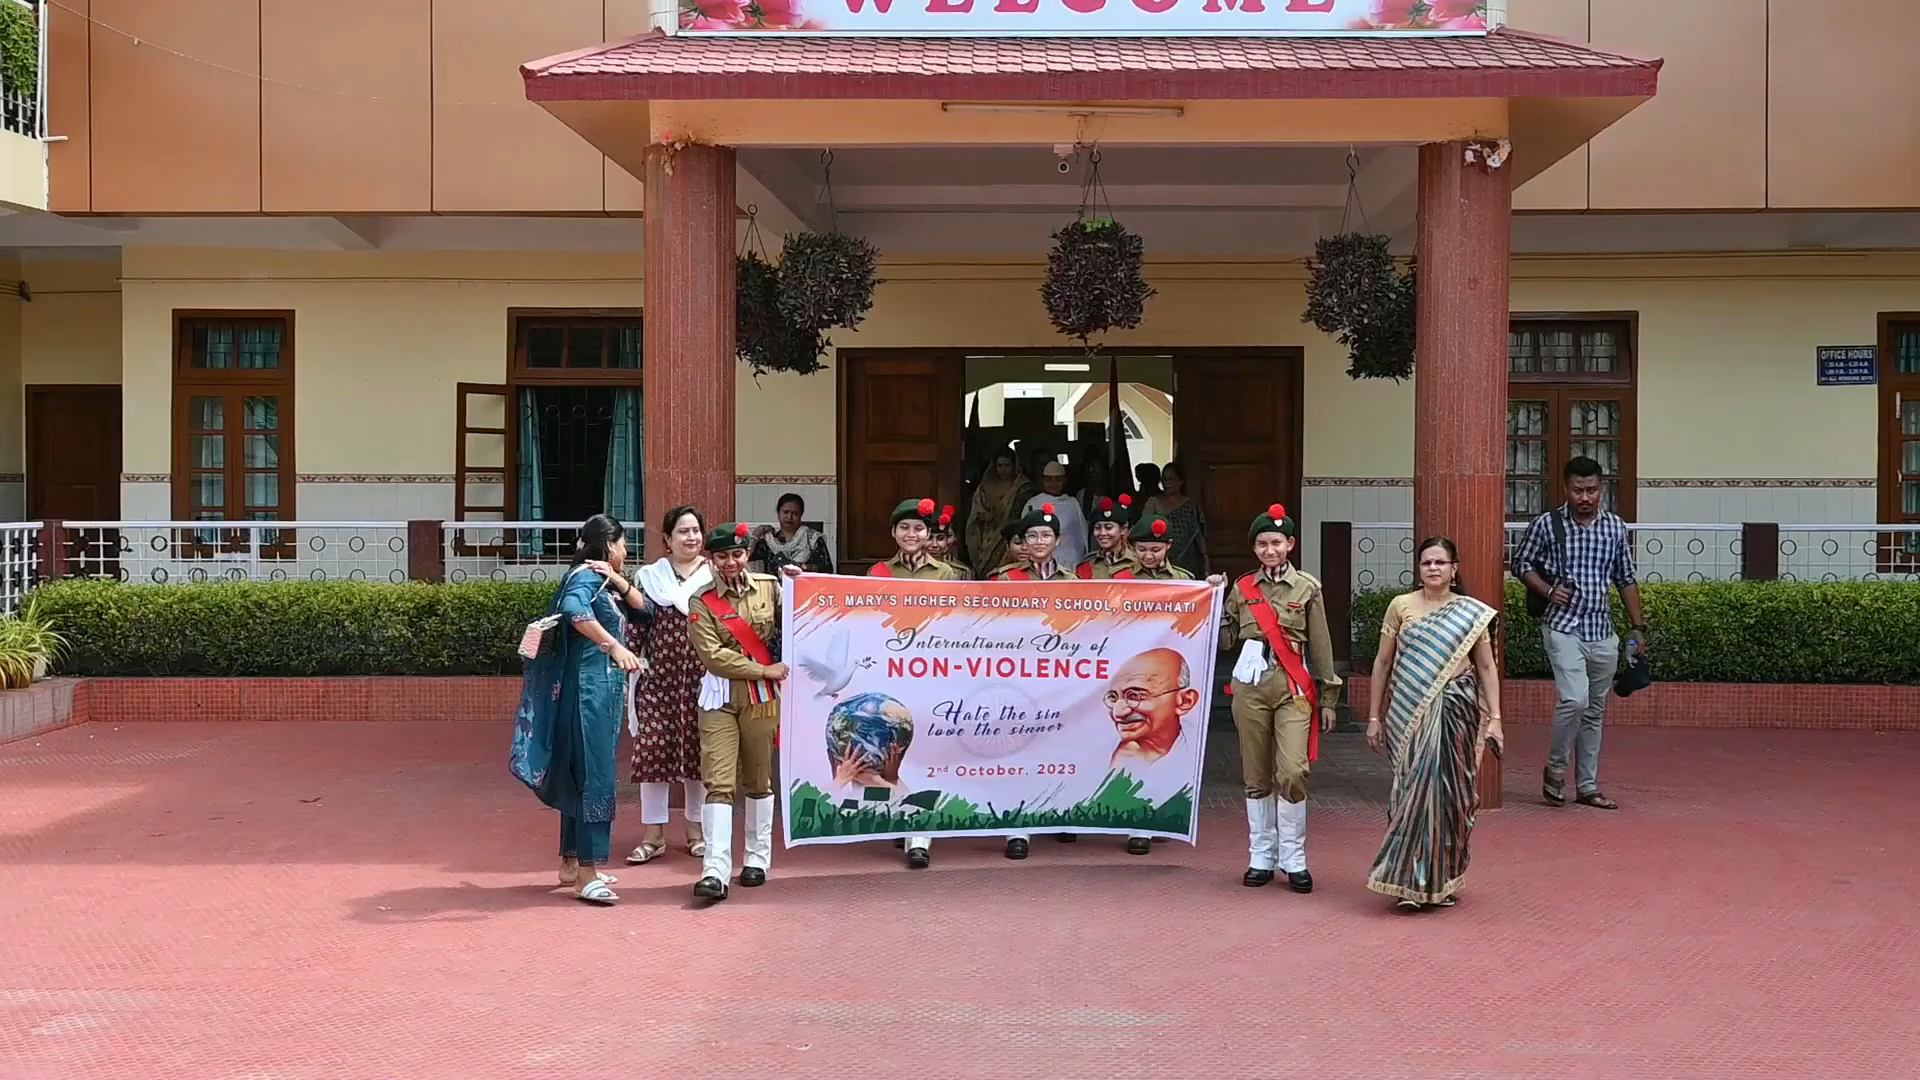 WELCOME
OFFICE HOURS
ST. MARY'S HIGHER SECONDARY SCHOOL, GUWAHATI
International Day of
NON-VIOLENCE
Hate the sin
love the sinner
2nd October, 2023